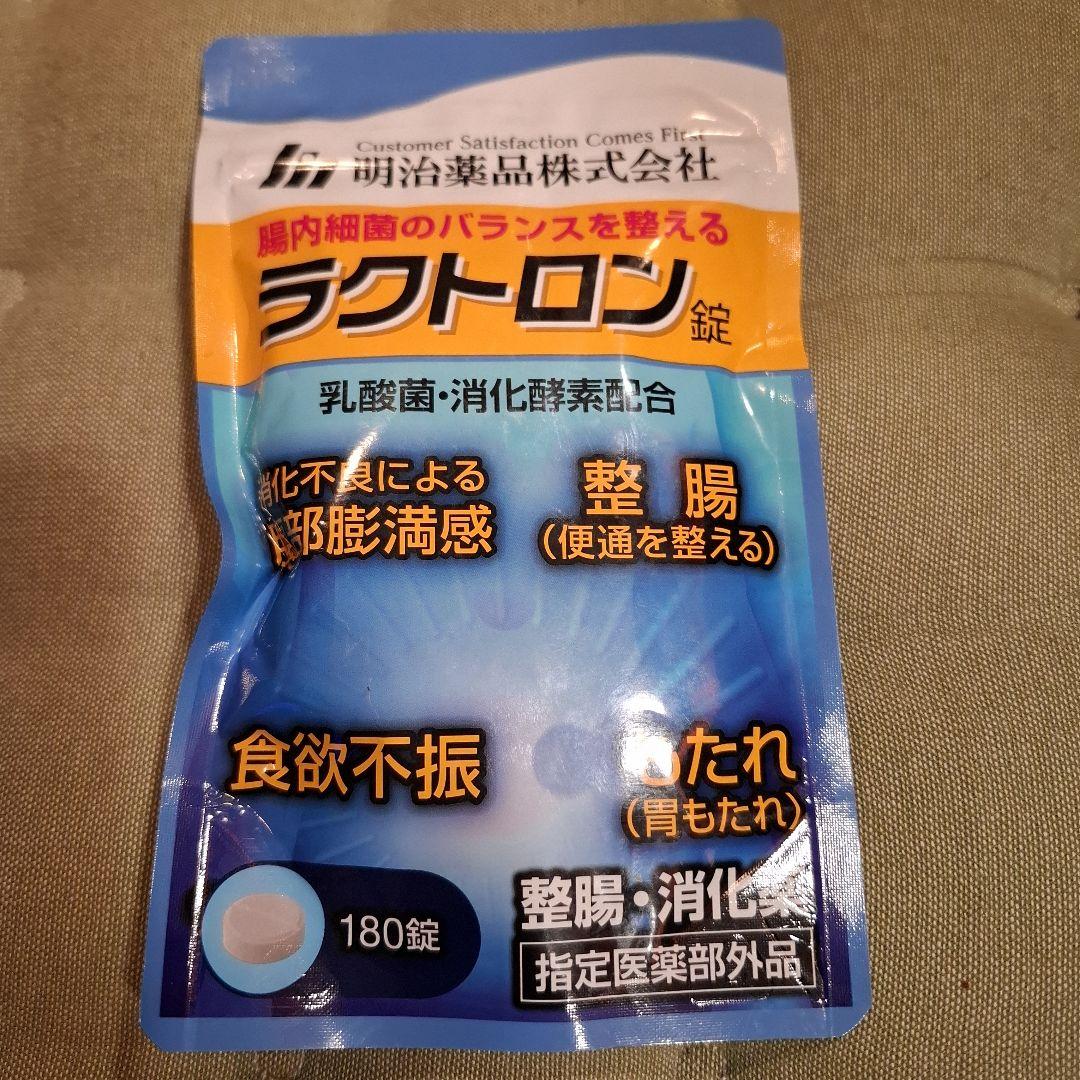 Customer Satisfaction Comes First
明治薬品株式会社
腸内細菌のバランスを整える
ラクトロン錠
乳酸菌・消化酵素配合
消化不良による
腹部膨満感
整腸
(便通を整える)
食欲不振
もたれ
(胃もたれ)
180錠
整腸・消化薬
指定医薬部外品